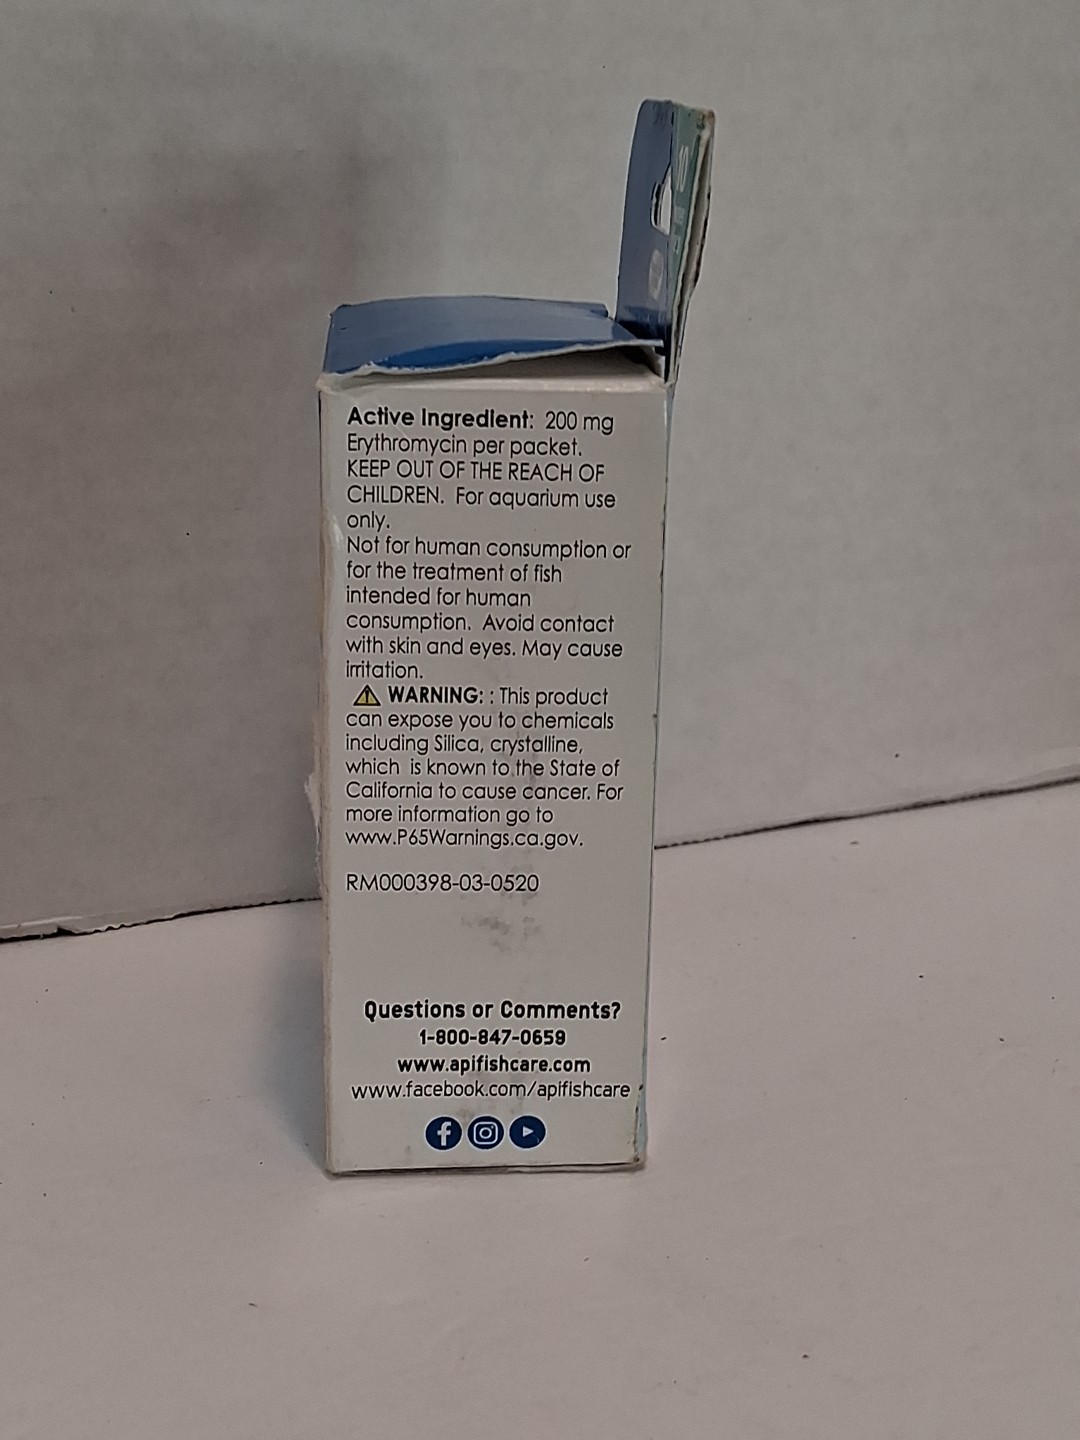 Active Ingredient: 200 mg
Erythromycin per packet.
KEEP OUT OF THE REACH OF
CHILDREN. For aquarium use
only.
Not for human consumption or
for the treatment of fish
intended for human
consumption. Avoid contact
with skin and eyes. May cause
irritation.
WARNING: : This product
can expose you to chemicals
including Silica, crystalline,
which is known to the State of
California to cause cancer. For
more information go to
www.P65Warnings.ca.gov.
RM000398-03-0520
Questions or Comments?
1-800-847-0659
www.apifishcare.com
www.facebook.com/apifishcare